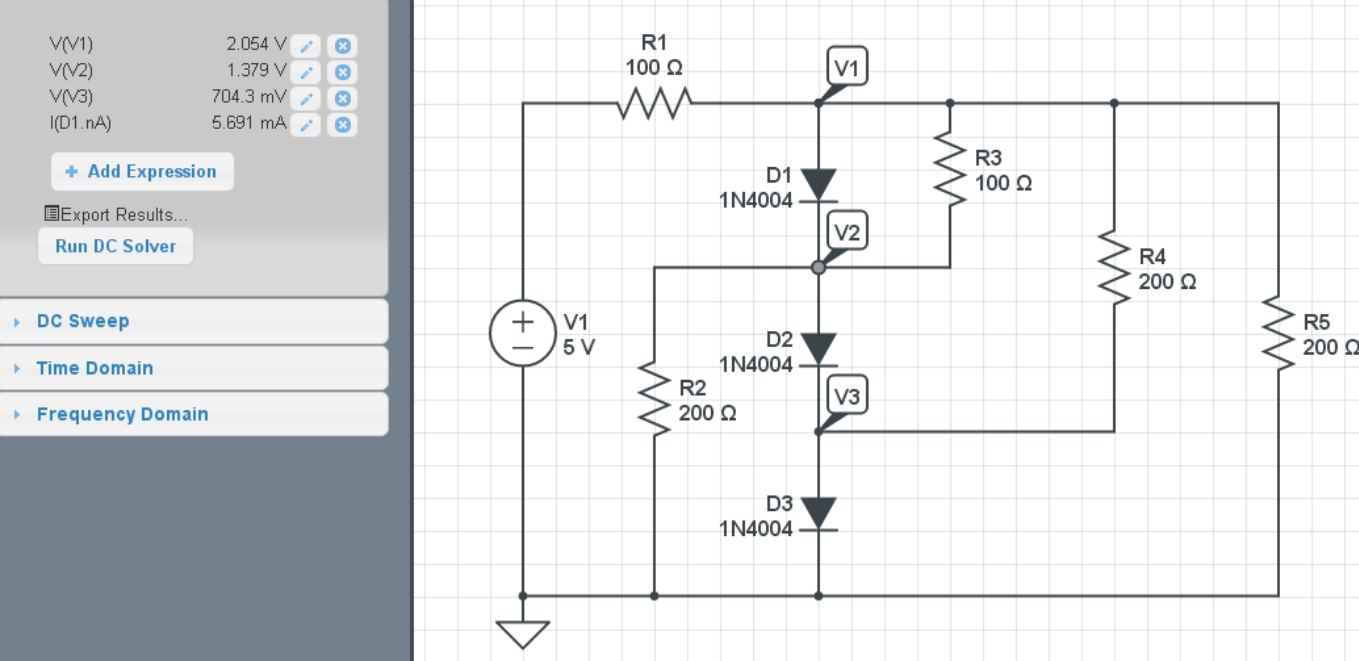 V(V1) 2.054 V
V(V2) 1.379 V
V(V3) 704.3 mV
I(D1.nA) 5.691 mA
+ Add Expression
Export Results...
Run DC Solver
DC Sweep
Time Domain
Frequency Domain
R1
100 Ω
V1
D1
1N4004
R3
100 Ω
V2
R4
200 Ω
V1
5 V
D2
1N4004
R5
200 Ω
R2
200 Ω
V3
D3
1N4004